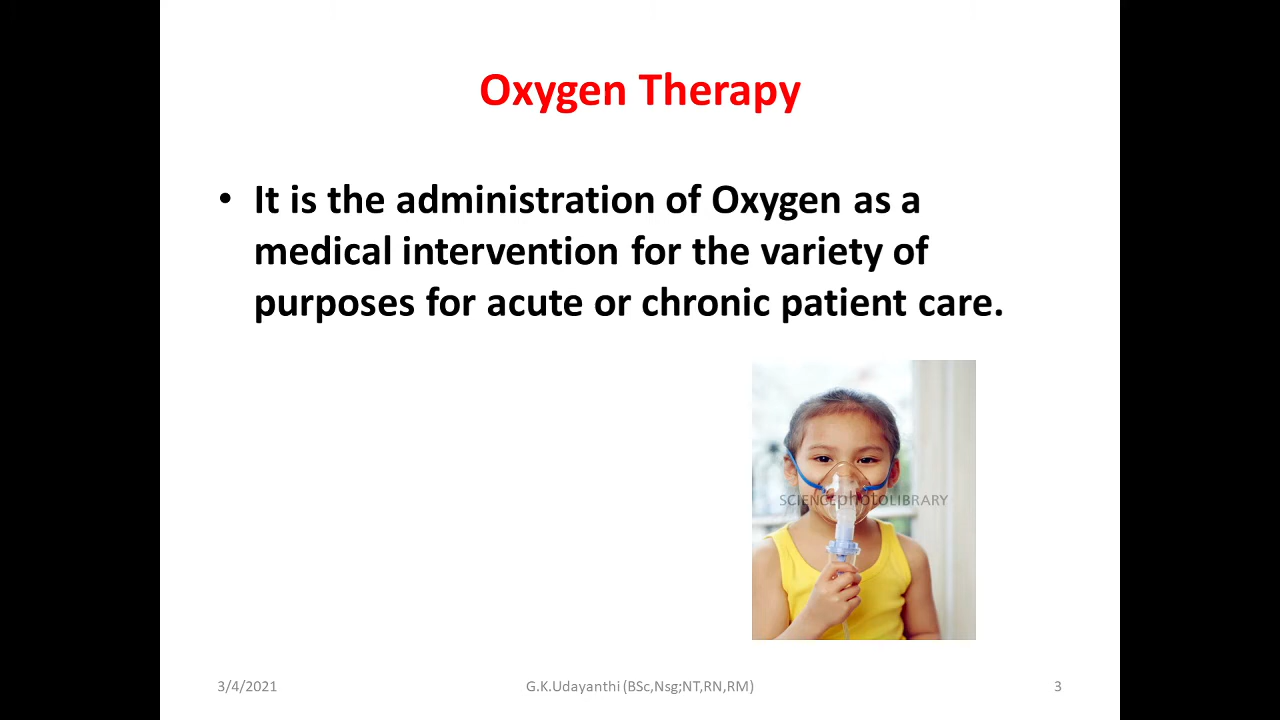 Oxygen Therapy
• It is the administration of Oxygen as a
medical intervention for the variety of
purposes for acute or chronic patient care.
SCIENCEphotoLIBRARY
3/4/2021
G.K.Udayanthi (BSc,Nsg;NT,RN,RM)
3